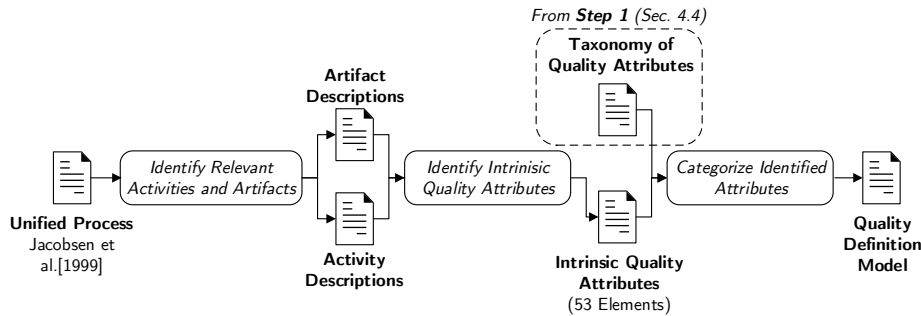 From Step 1 (Sec. 4.4)
Taxonomy of
Quality Attributes
Artifact
Descriptions
Identify Relevant
Activities and Artifacts
Identify Intrinisic
Quality Attributes
Categorize Identified
Attributes
Unified Process
Jacobsen et
al.[1999]
Activity
Descriptions
Intrinsic Quality
Attributes
(53 Elements)
Quality
Definition
Model